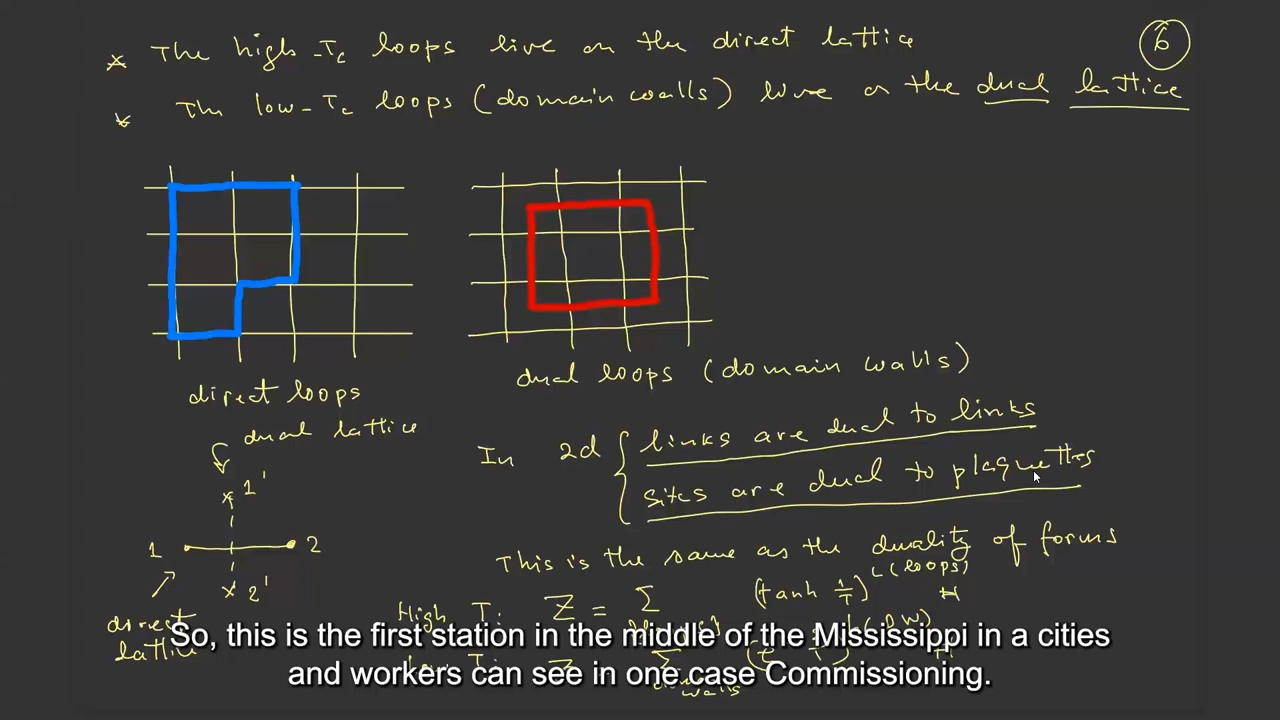 * The high-Tc loops live on the direct lattice
6
* The low-Tc loops (domain walls) live on the dual lattice
direct loops
dual loops (domain walls)
dual lattice
1'
1 2
2'
direct lattice
In 2d { links are dual to links
sites are dual to plaquettes
This is the same as the duality of forms
High T: Z = Σ (tanh 1/T) L(loops)
T: Z Σ
walls
So, this is the first station in the middle of the Mississippi in a cities
and workers can see in one case Commissioning.